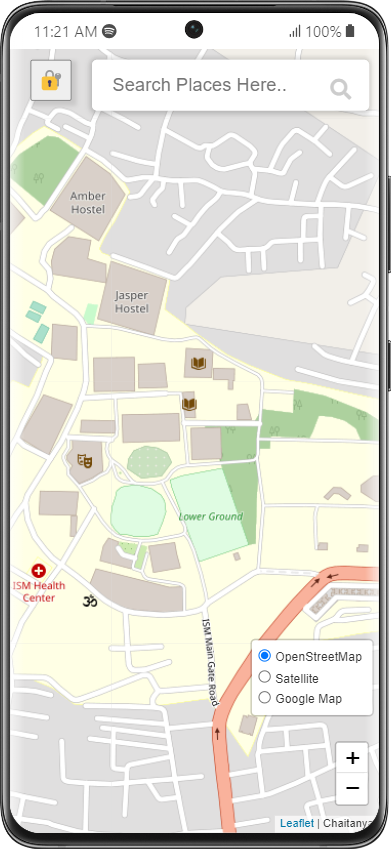 11:21 AM
100%
Search Places Here..
Amber
Hostel
Jasper
Hostel
Lower Ground
ISM Health
Center
ॐ
ISM Main Gate Road
OpenStreetMap
Satellite
Google Map
+
−
Leaflet | Chaitanya